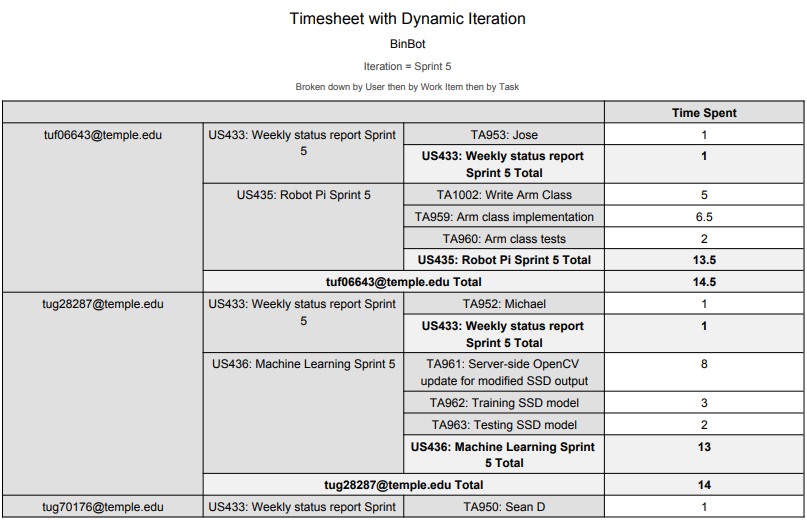 Timesheet with Dynamic Iteration
BinBot
Iteration = Sprint 5
Broken down by User then by Work Item then by Task
Time Spent
tuf06643@temple.edu US433: Weekly status report Sprint TA953: Jose 1
5
US433: Weekly status report 1
Sprint 5 Total
US435: Robot Pi Sprint 5 TA1002: Write Arm Class 5
TA959: Arm class implementation 6.5
TA960: Arm class tests 2
US435: Robot Pi Sprint 5 Total 13.5
tuf06643@temple.edu Total 14.5
tug28287@temple.edu US433: Weekly status report Sprint TA952: Michael 1
5
US433: Weekly status report 1
Sprint 5 Total
US436: Machine Learning Sprint 5 TA961: Server-side OpenCV 8
update for modified SSD output
TA962: Training SSD model 3
TA963: Testing SSD model 2
US436: Machine Learning Sprint 13
5 Total
tug28287@temple.edu Total 14
tug70176@temple.edu US433: Weekly status report Sprint TA950: Sean D 1